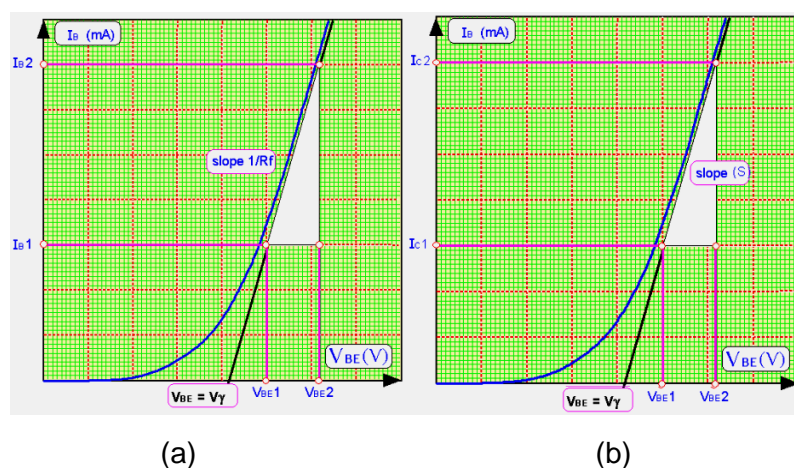 IB (mA)
IB2
slope 1/Rf
IB1
VBE(V)
VBE = Vγ
VBE1
VBE2
(a)
IB (mA)
IC2
slope (S)
IC1
VBE(V)
VBE = Vγ
VBE1
VBE2
(b)